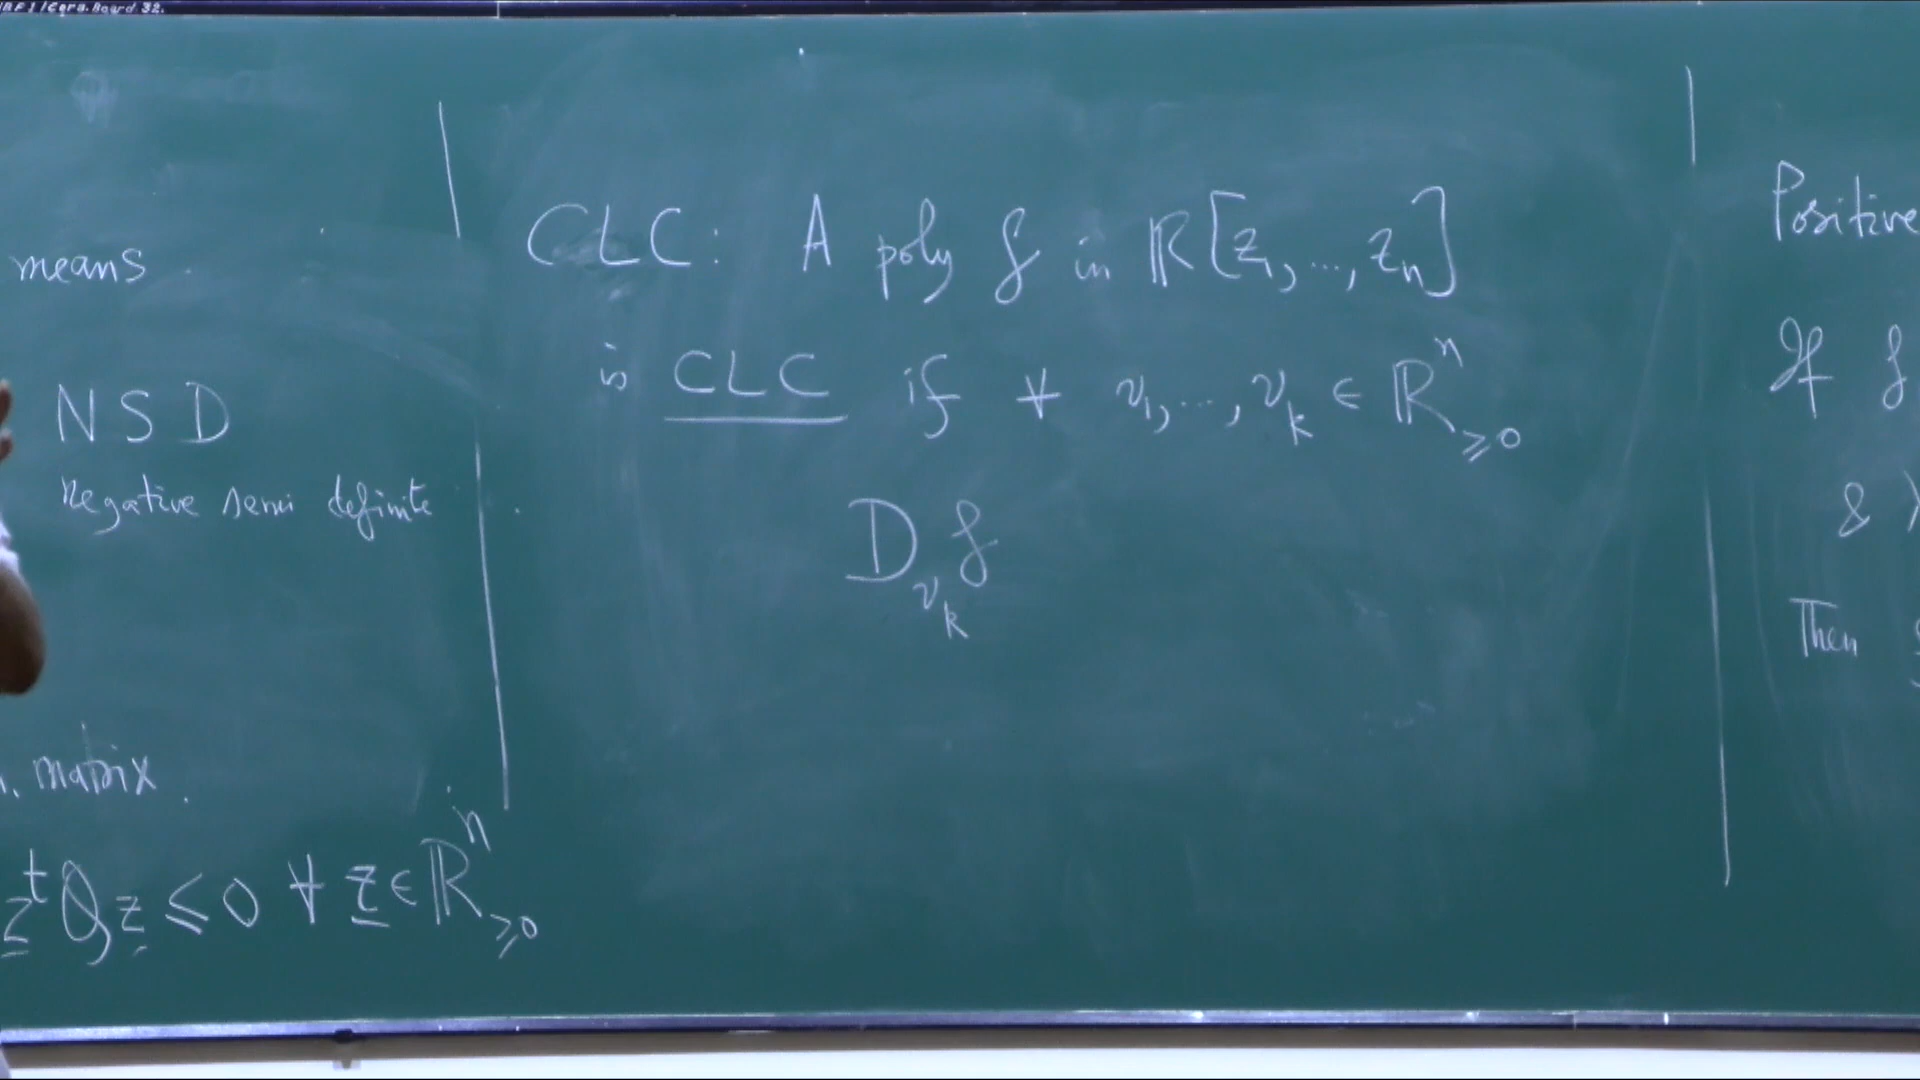 means
N S D
Negative semi definite
matrix.
z^t Q z ≤ 0 ∀ z ∈ ℝ^n_{≥0}
CLC: A poly f in ℝ[z_1, ..., z_n]
is CLC if ∀ v_1, ..., v_k ∈ ℝ^n_{≥0}
D_{v_k} f
Positive
If f
&
Then